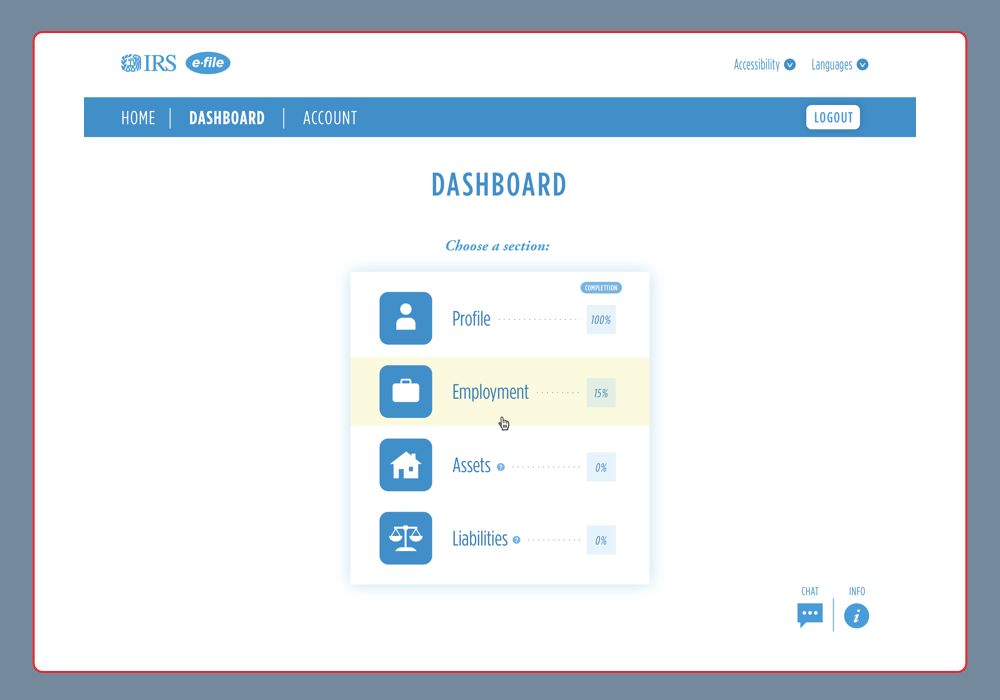 IRS e-file
Accessibility Languages
HOME DASHBOARD ACCOUNT LOGOUT
DASHBOARD
Choose a section:
COMPLETTION
Profile 100%
Employment 15%
Assets ? 0%
Liabilities ? 0%
CHAT INFO
i